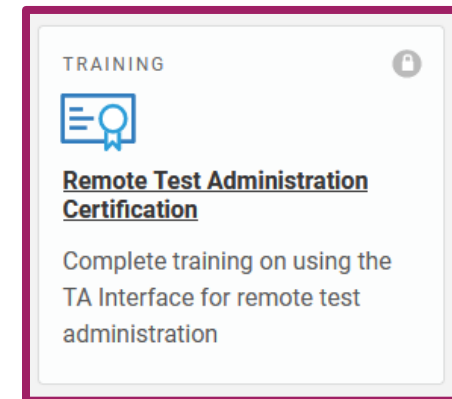 TRAINING
Remote Test Administration
Certification
Complete training on using the
TA Interface for remote test
administration